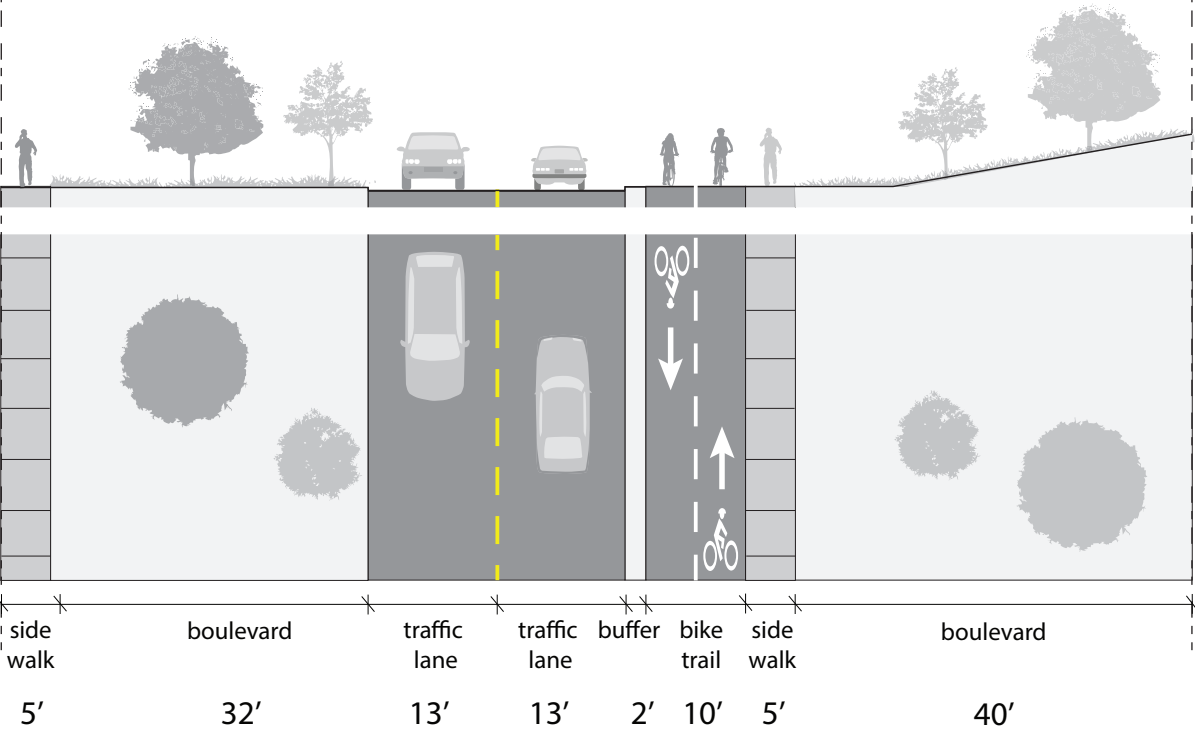 side boulevard traffic traffic buffer bike side boulevard
walk lane lane trail walk
5′ 32′ 13′ 13′ 2′ 10′ 5′ 40′